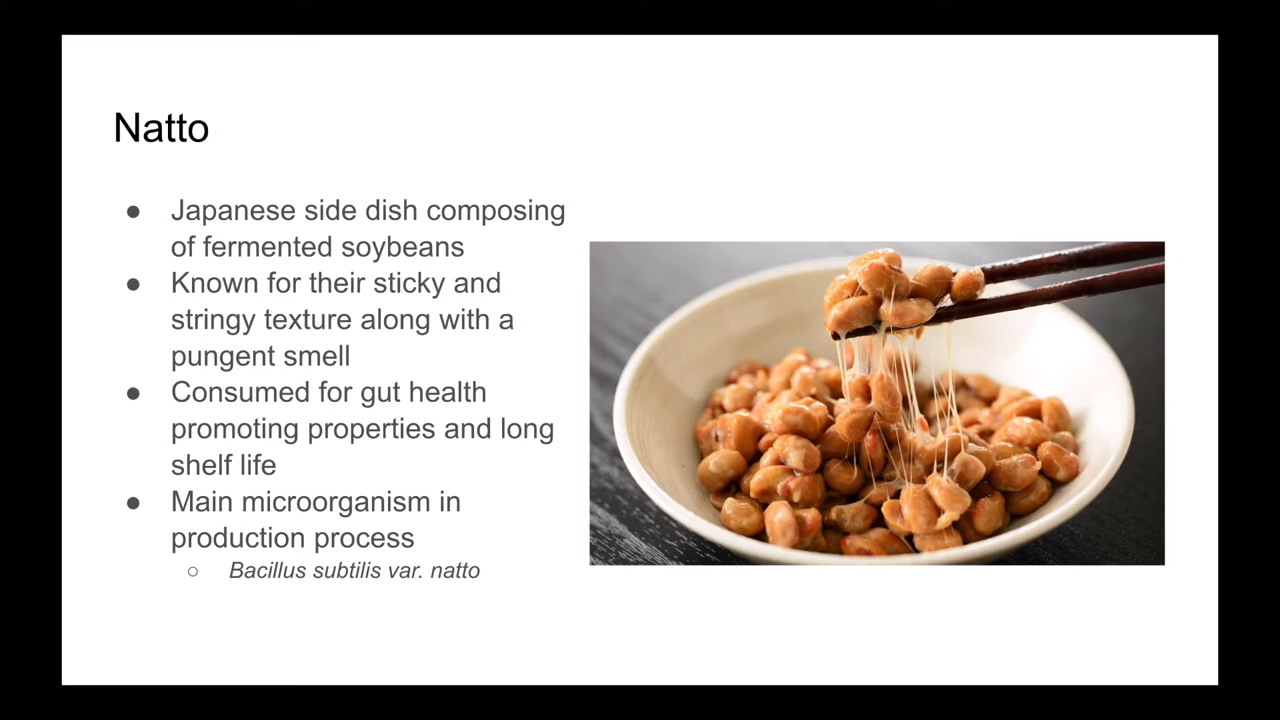 Natto
● Japanese side dish composing
of fermented soybeans
● Known for their sticky and
stringy texture along with a
pungent smell
● Consumed for gut health
promoting properties and long
shelf life
● Main microorganism in
production process
○ Bacillus subtilis var. natto